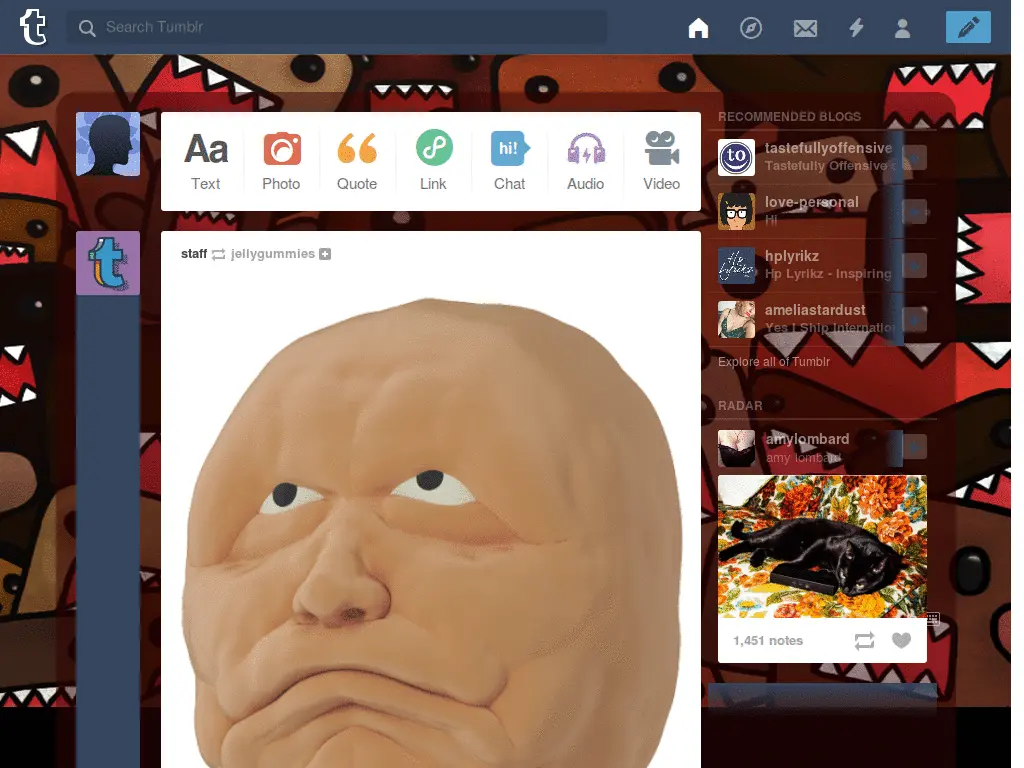 Search Tumblr
Aa
hi!
Text
Photo
Quote
Link
Chat
Audio
Video
staff jellygummies
RECOMMENDED BLOGS
to
tastefullyoffensive
Tastefully Offensive
love-personal
Hi
hplyrikz
Hp Lyrikz - Inspiring
ameliastardust
Yes I Ship Internatio
Explore all of Tumblr
RADAR
amylombard
amy lombard
1,451 notes